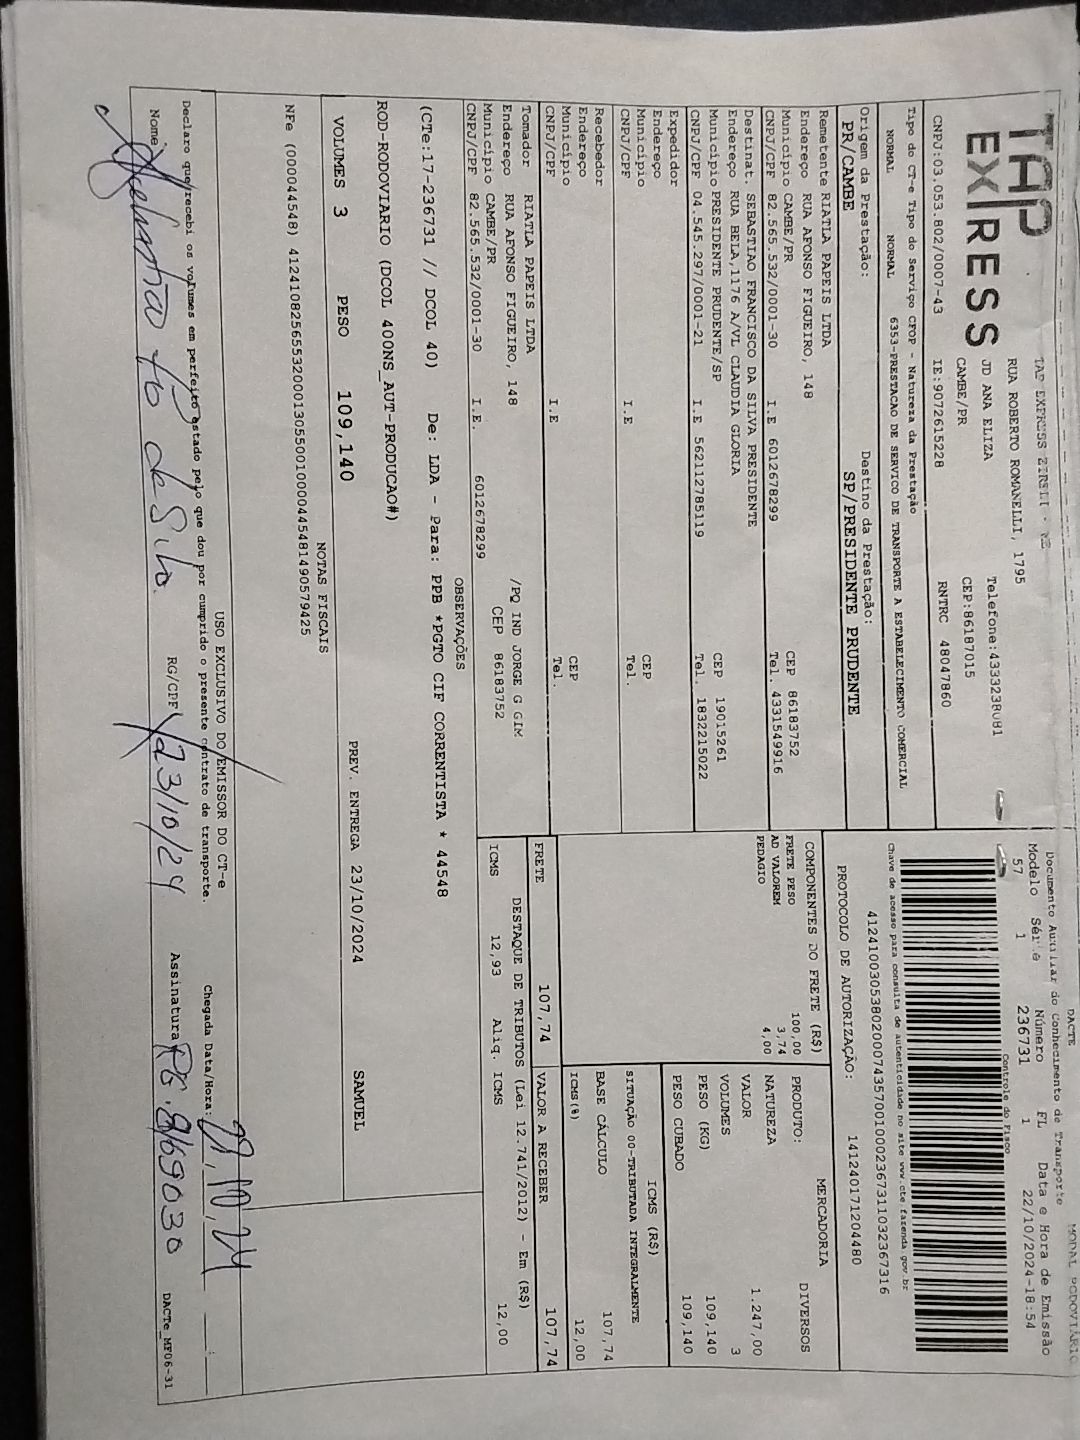 TAP
EXPRESS
RUA ROBERTO ROMANELLI, 1795
JD ANA ELIZA
CAMBE/PR
CEP:86187015
CNPJ:03.053.802/0007-43 IE:9072615228 RNTRC 48047860
DACTE
Documento Auxiliar do Conhecimento de Transporte
Modelo Série Número FL Data e Hora de Emissão
57 1 236731 1 22/10/2024-18:54
Controle do Fisco
Chave de acesso para consulta de autenticidade no site www.cte.fazenda.gov.br
PROTOCOLO DE AUTORIZAÇÃO: 141240171204480
Tipo do CT-e Tipo do Serviço CFOP - Natureza da Prestação
NORMAL NORMAL 6353-PRESTACAO DE SERVICO DE TRANSPORTE A ESTABELECIMENTO COMERCIAL
Origem da Prestação: Destino da Prestação:
PR/CAMBE SP/PRESIDENTE PRUDENTE
Remetente RIATLA PAPEIS LTDA
Endereço RUA AFONSO FIGUEIRO, 148
Município CAMBE/PR CEP 86183752
CNPJ/CPF 82.565.532/0001-30 I.E 6012678299 Tel. 4331549916
Destinat. SEBASTIAO FRANCISCO DA SILVA PRESIDENTE
Endereço RUA BELA,1176 A/VL CLAUDIA GLORIA
Município PRESIDENTE PRUDENTE/SP CEP 19015261
CNPJ/CPF 04.545.297/0001-21 I.E 562112785119 Tel. 1832215022
Expedidor
Endereço
Município CEP
CNPJ/CPF I.E Tel.
Recebedor
Endereço
Município CEP
CNPJ/CPF I.E Tel.
Tomador RIATLA PAPEIS LTDA
Endereço RUA AFONSO FIGUEIRO, 148 /PQ IND JORGE G GIM
Município CAMBE/PR CEP 86183752
CNPJ/CPF 82.565.532/0001-30 I.E. 6012678299
COMPONENTES DO FRETE (R$)
FRETE PESO 100,00
AD VALOREM 3,74
PEDAGIO 4,00
MERCADORIA
PRODUTO: DIVERSOS
NATUREZA
VALOR 1.247,00
VOLUMES 3
PESO (KG) 109,140
PESO CUBADO 109,140
ICMS (R$)
SITUAÇÃO 00-TRIBUTADA INTEGRALMENTE
BASE CÁLCULO 107,74
ICMS(%) 12,00
FRETE 107,74 VALOR A RECEBER 107,74
DESTAQUE DE TRIBUTOS (Lei 12.741/2012) - Em (R$)
ICMS 12,93 Aliq. ICMS 12,00
OBSERVAÇÕES
(CTe:17-236731 // DCOL 40) De: LDA - Para: PPB *PGTO CIF CORRENTISTA * 44548
ROD-RODOVIARIO (DCOL 400NS_AUT-PRODUCAO#)
VOLUMES 3 PESO 109,140 PREV. ENTREGA 23/10/2024 SAMUEL
NOTAS FISCAIS
NFe (000044548) 41241082565532000130550010000445481490579425
USO EXCLUSIVO DO EMISSOR DO CT-e
Declaro que recebi os volumes em perfeito estado pelo que dou por cumprido o presente contrato de transporte.
Chegada Data/Hora:
Nome RG/CPF 23/10/24 Assinatura RG.
DACTe_MF06-31